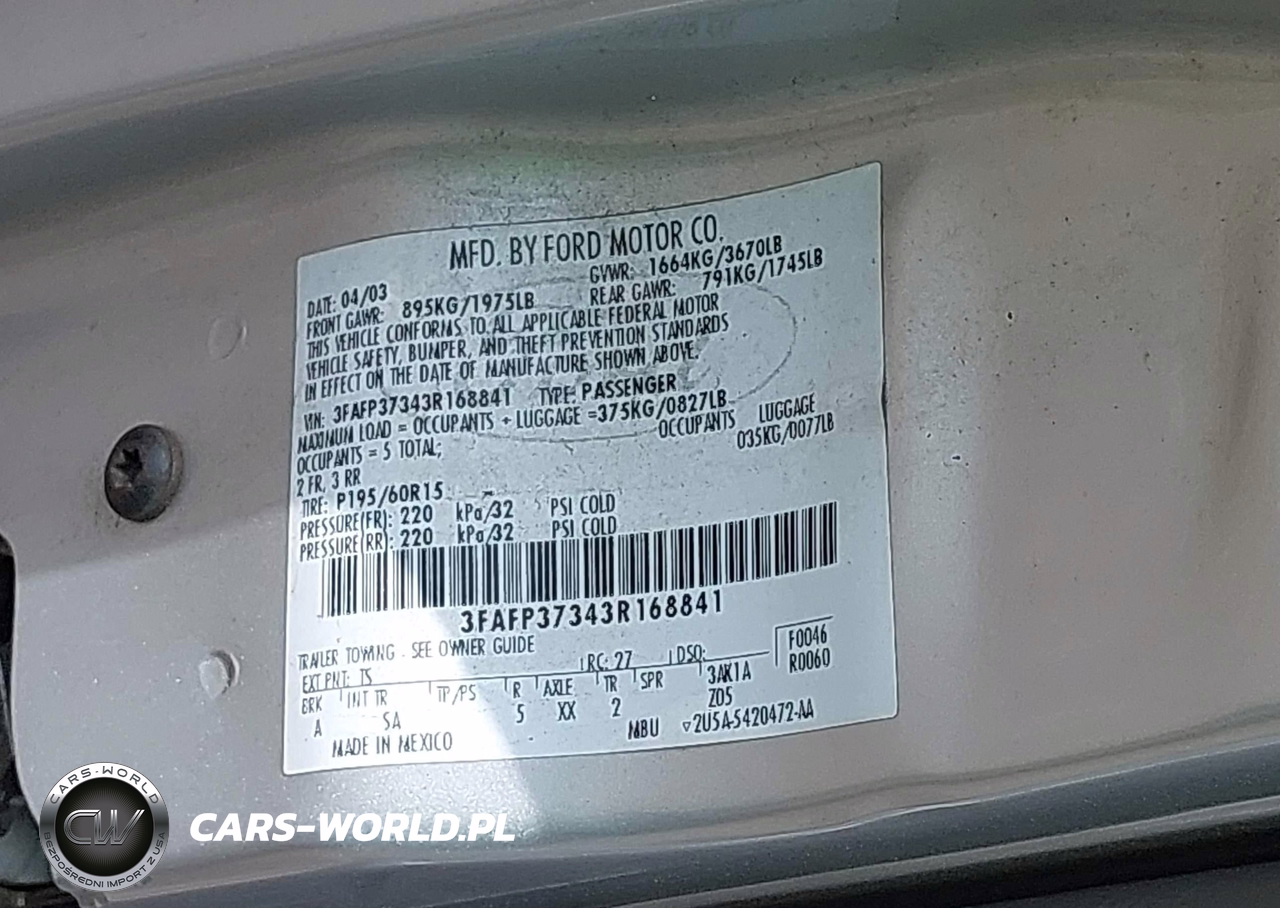 MFD. BY FORD MOTOR CO.
DATE: 04/03 GVWR: 1664KG/3670LB
FRONT GAWR: 895KG/1975LB REAR GAWR: 791KG/1745LB
THIS VEHICLE CONFORMS TO ALL APPLICABLE FEDERAL MOTOR
VEHICLE SAFETY, BUMPER, AND THEFT PREVENTION STANDARDS
IN EFFECT ON THE DATE OF MANUFACTURE SHOWN ABOVE.
VIN: 3FAFP37343R168841 TYPE: PASSENGER
MAXIMUM LOAD = OCCUPANTS + LUGGAGE =375KG/0827LB
OCCUPANTS = 5 TOTAL; OCCUPANTS LUGGAGE
2 FR, 3 RR 035KG/0077LB
TIRE: P195/60R15
PRESSURE(FR): 220 kPa/32 PSI COLD
PRESSURE(RR): 220 kPa/32 PSI COLD
3FAFP37343R168841
TRAILER TOWING - SEE OWNER GUIDE
EXT PNT: TS RC: 27 DSO: F0046
R0060
BRK INT TR TP/PS R AXLE TR SPR 3AK1A
A SA 5 XX 2 Z05
MADE IN MEXICO MBU ▽2U5A-5420472-AA
CARS-WORLD
CW
BEZPOŚREDNI IMPORT Z USA
CARS-WORLD.PL